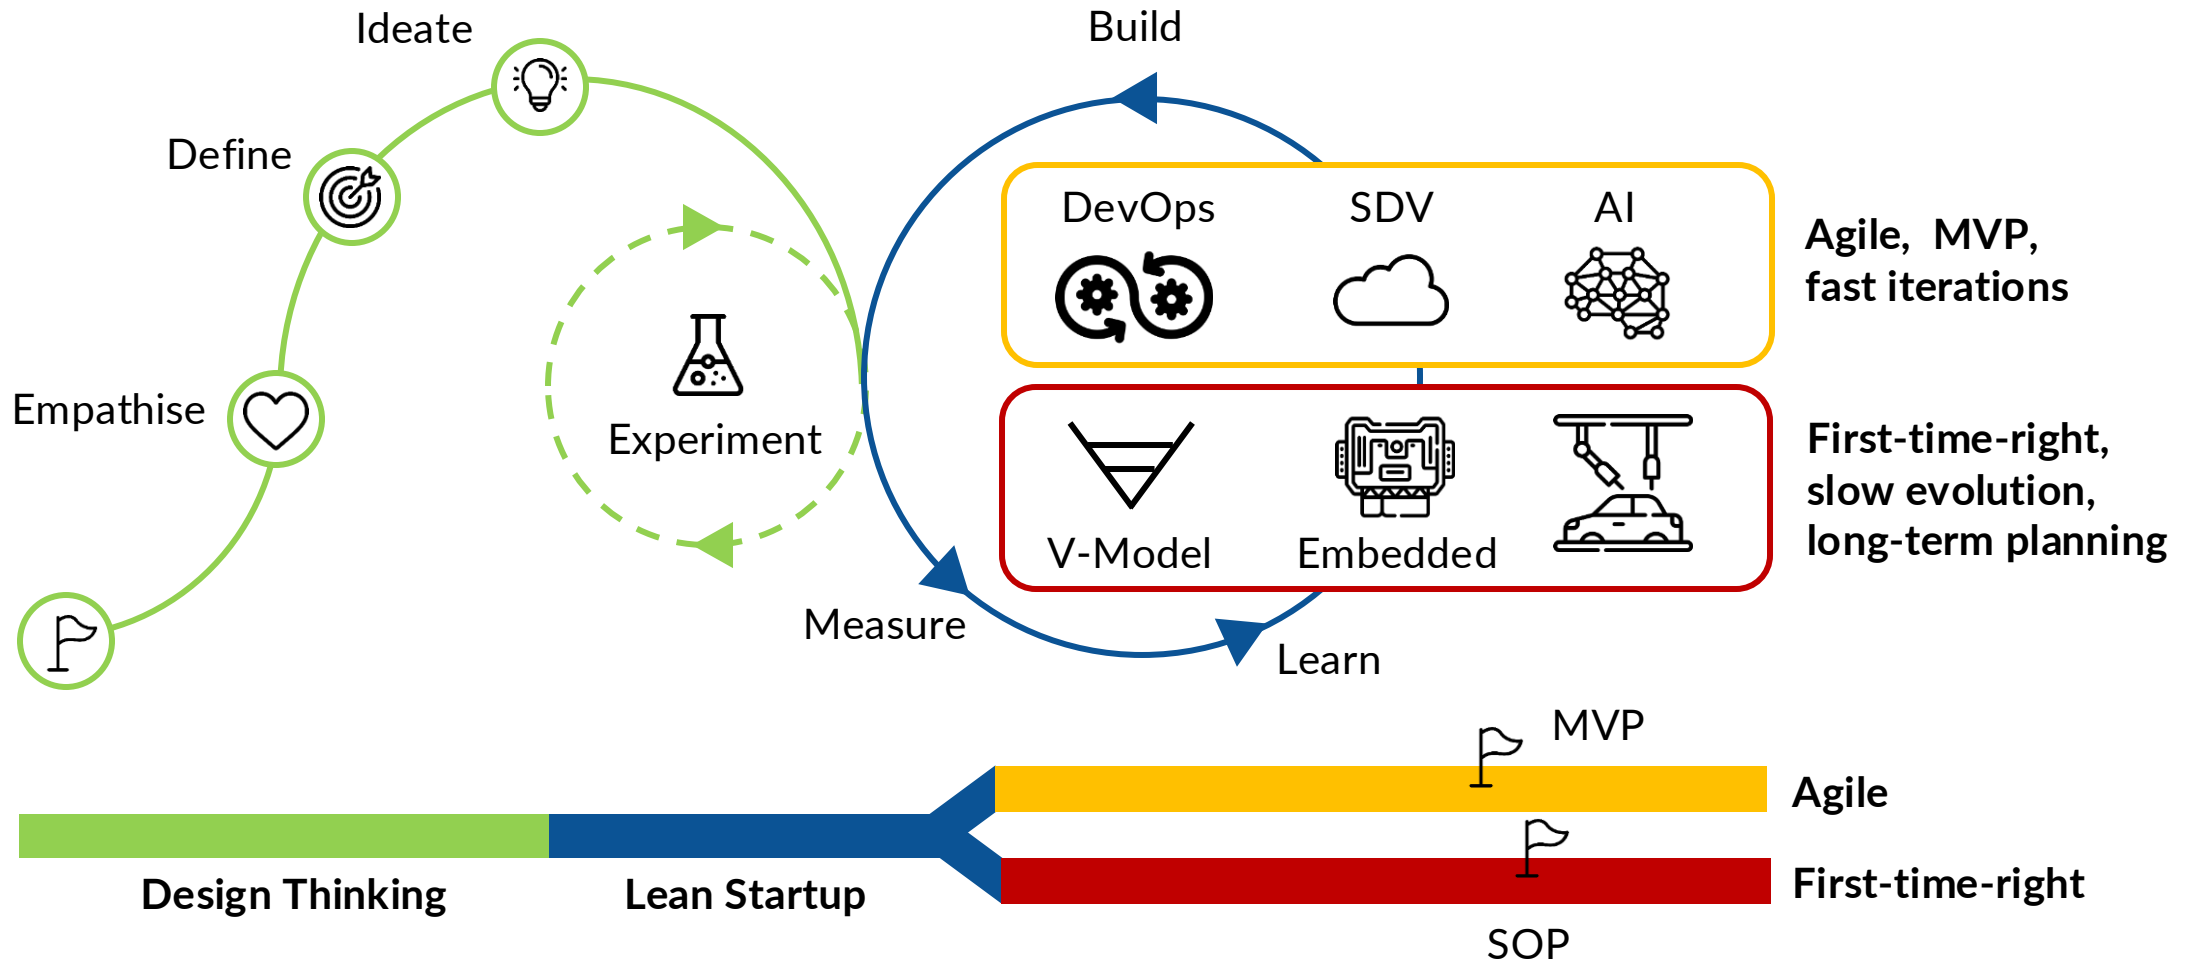 Ideate
Build
Define
DevOps
SDV
AI
Agile, MVP,
fast iterations
Empathise
Experiment
First-time-right,
slow evolution,
long-term planning
V-Model
Embedded
Measure
Learn
MVP
Agile
Design Thinking
Lean Startup
First-time-right
SOP